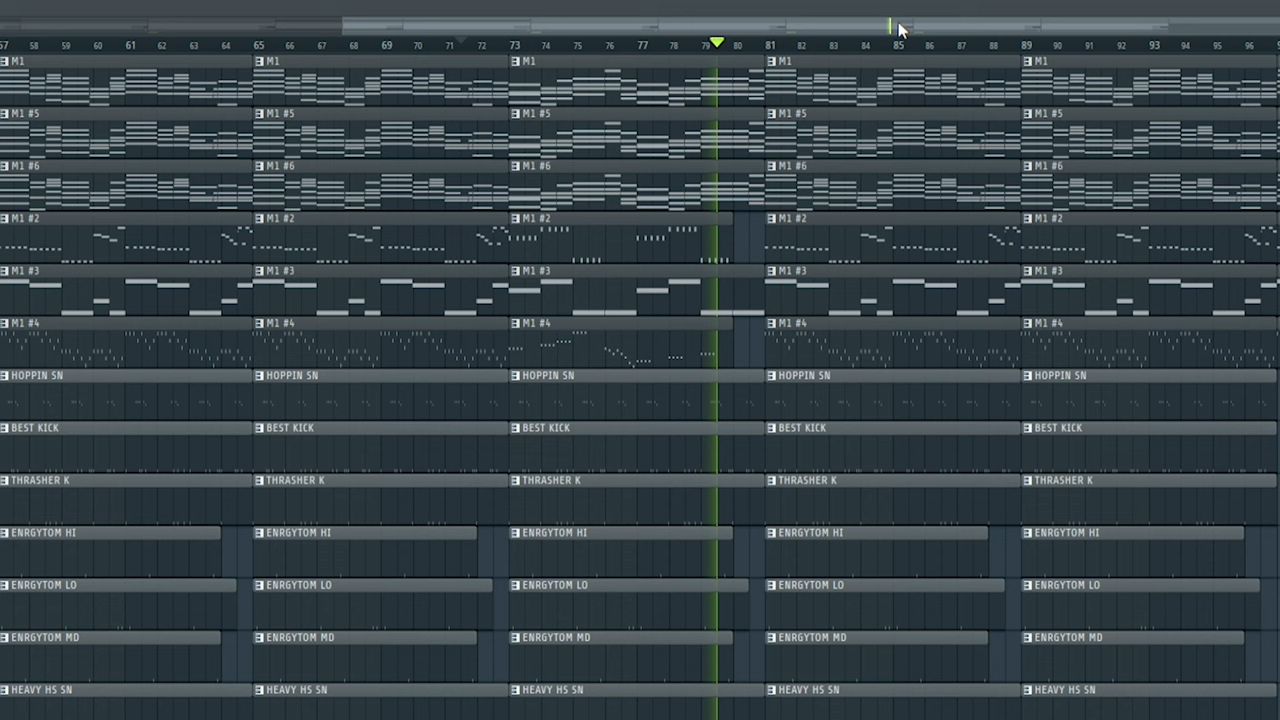 57 58 59 60 61 62 63 64 65 66 67 68 69 70 71 72 73 74 75 76 77 78 79 80 81 82 83 84 85 86 87 88 89 90 91 92 93 94 95 96
M1 M1 M1 M1 M1
M1 #5 M1 #5 M1 #5 M1 #5 M1 #5
M1 #6 M1 #6 M1 #6 M1 #6 M1 #6
M1 #2 M1 #2 M1 #2 M1 #2 M1 #2
M1 #3 M1 #3 M1 #3 M1 #3 M1 #3
M1 #4 M1 #4 M1 #4 M1 #4 M1 #4
HOPPIN SN HOPPIN SN HOPPIN SN HOPPIN SN HOPPIN SN
BEST KICK BEST KICK BEST KICK BEST KICK BEST KICK
THRASHER K THRASHER K THRASHER K THRASHER K THRASHER K
ENRGYTOM HI ENRGYTOM HI ENRGYTOM HI ENRGYTOM HI ENRGYTOM HI
ENRGYTOM LO ENRGYTOM LO ENRGYTOM LO ENRGYTOM LO ENRGYTOM LO
ENRGYTOM MD ENRGYTOM MD ENRGYTOM MD ENRGYTOM MD ENRGYTOM MD
HEAVY HS SN HEAVY HS SN HEAVY HS SN HEAVY HS SN HEAVY HS SN